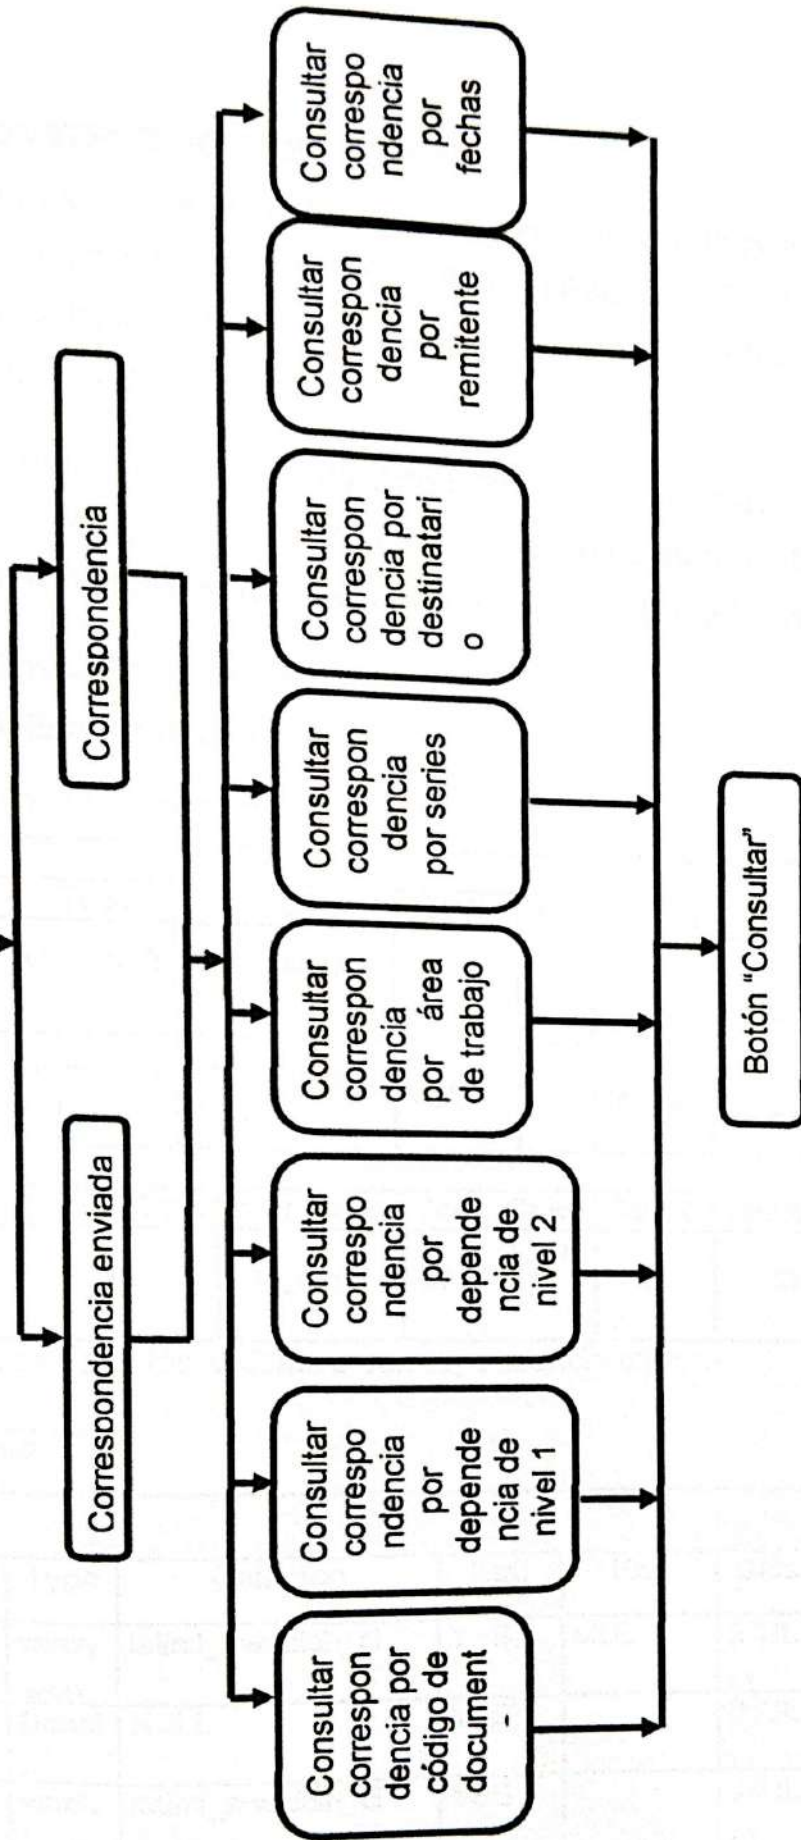 Correspondencia enviada
Correspondencia
Consultar
correspon
dencia por
código de
document
-
Consultar
correspo
ndencia
por
depende
ncia de
nivel 1
Consultar
correspo
ndencia
por
depende
ncia de
nivel 2
Consultar
correspon
dencia
por área
de trabajo
Consultar
correspon
dencia
por series
Consultar
correspon
dencia por
destinatari
o
Consultar
correspon
dencia
por
remitente
Consultar
correspo
ndencia
por
fechas
Botón “Consultar”